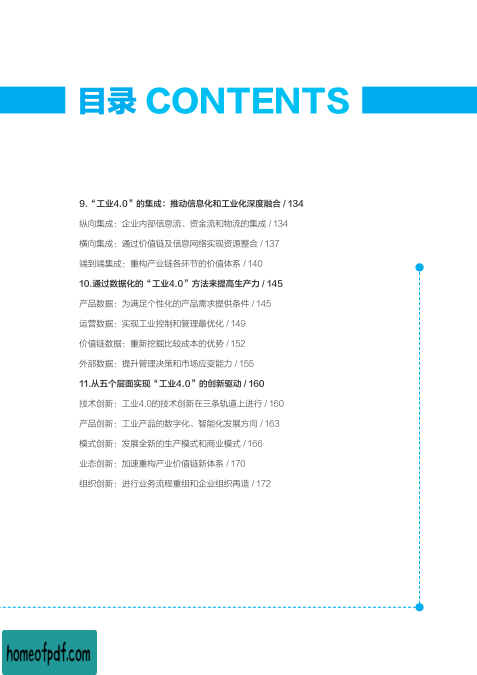 目录 CONTENTS
9.“工业4.0”的集成：推动信息化和工业化深度融合 / 134
纵向集成：企业内部信息流、资金流和物流的集成 / 134
横向集成：通过价值链及信息网络实现资源整合 / 137
端到端集成：重构产业链各环节的价值体系 / 140
10.通过数据化的“工业4.0”方法来提高生产力 / 145
产品数据：为满足个性化的产品需求提供条件 / 145
运营数据：实现工业控制和管理最优化 / 149
价值链数据：重新挖掘比较成本的优势 / 152
外部数据：提升管理决策和市场应变能力 / 155
11.从五个层面实现“工业4.0”的创新驱动 / 160
技术创新：工业4.0的技术创新在三条轨道上进行 / 160
产品创新：工业产品的数字化、智能化发展方向 / 163
模式创新：发展全新的生产模式和商业模式 / 166
业态创新：加速重构产业价值链新体系 / 170
组织创新：进行业务流程重组和企业组织再造 / 172
homeofpdf.com